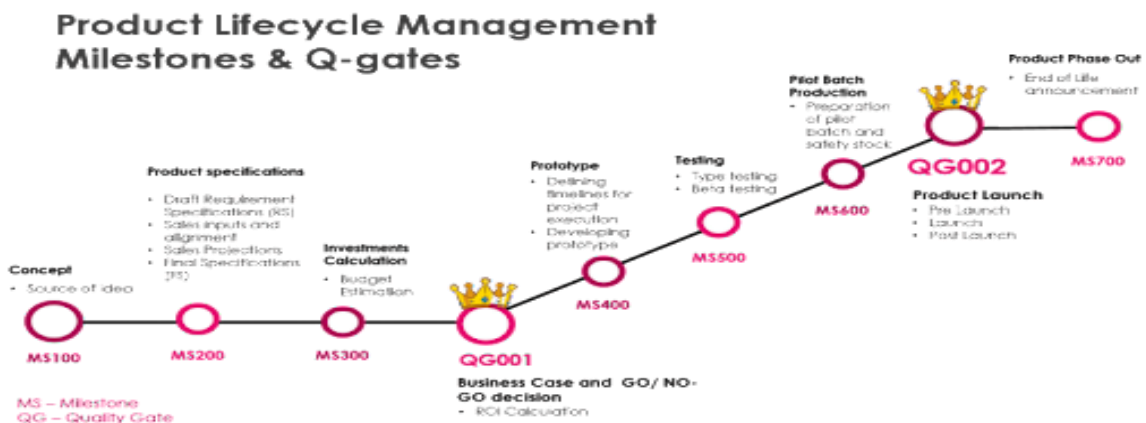 Product Lifecycle Management
Milestones & Q-gates
Concept
• Source of idea
MS100
Product specifications
• Draft Requirement
Specifications (RS)
• Sales inputs and
alignment
• Sales Projections
• Final Specifications
(FS)
MS200
Investments
Calculation
• Budget
Estimation
MS300
QG001
Business Case and GO/ NO-
GO decision
• ROI Calculation
Prototype
• Defining
timelines for
project
execution
• Developing
prototype
MS400
Testing
• Type testing
• Beta testing
MS500
Pilot Batch
Production
• Preparation
of pilot
batch and
safety stock
MS600
QG002
Product Launch
• Pre Launch
• Launch
• Post Launch
Product Phase Out
• End of Life
announcement
MS700
MS – Milestone
QG – Quality Gate